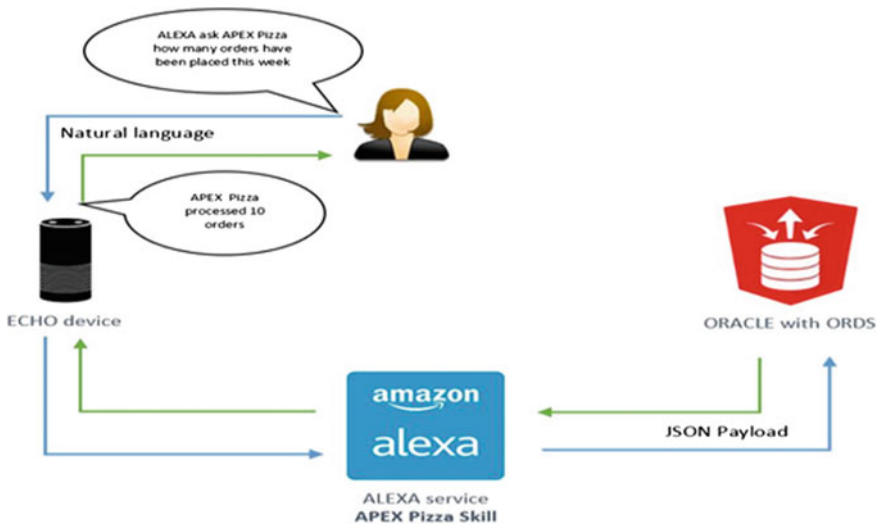 ALEXA ask APEX Pizza
how many orders have
been placed this week
Natural language
APEX Pizza
processed 10
orders
ECHO device
ORACLE with ORDS
amazon
alexa
JSON Payload
ALEXA service
APEX Pizza Skill